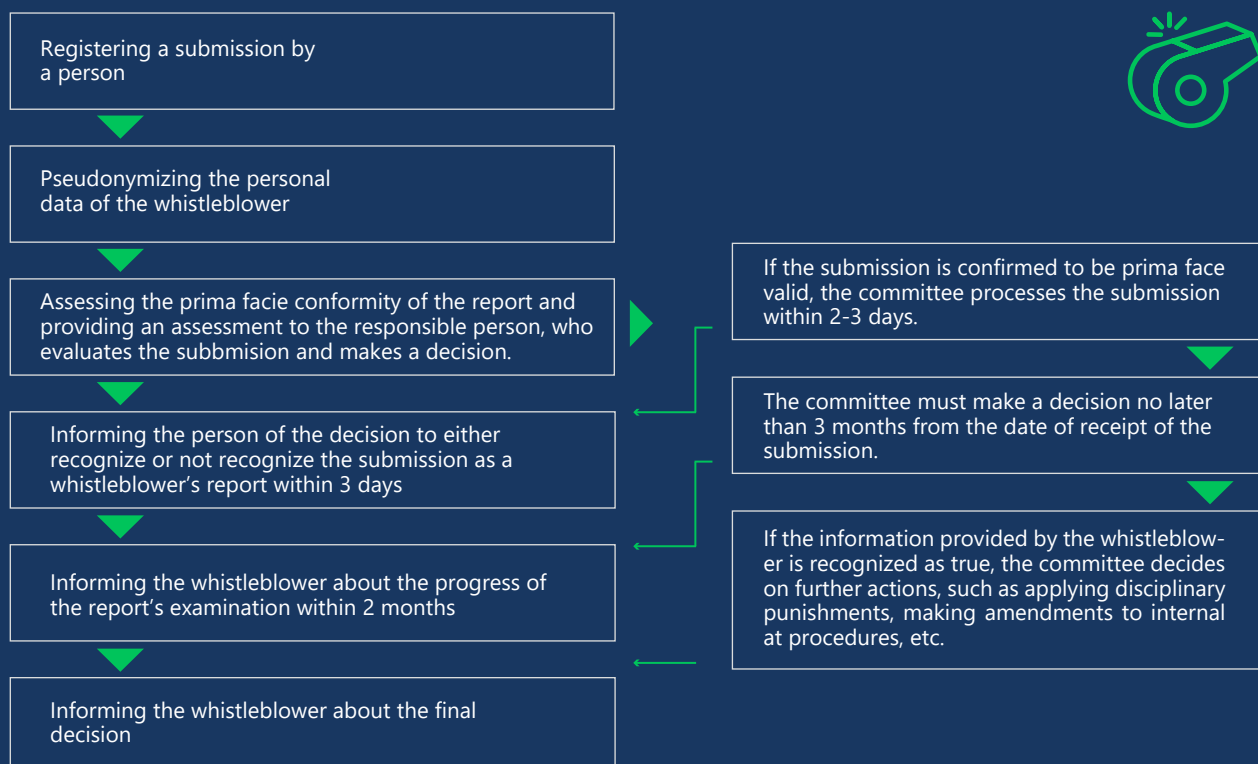 Registering a submission by
a person
Pseudonymizing the personal
data of the whistleblower
Assessing the prima facie conformity of the report and
providing an assessment to the responsible person, who
evaluates the subbmision and makes a decision.
Informing the person of the decision to either
recognize or not recognize the submission as a
whistleblower’s report within 3 days
Informing the whistleblower about the progress of
the report’s examination within 2 months
Informing the whistleblower about the final
decision
If the submission is confirmed to be prima face
valid, the committee processes the submission
within 2-3 days.
The committee must make a decision no later
than 3 months from the date of receipt of the
submission.
If the information provided by the whistleblow-
er is recognized as true, the committee decides
on further actions, such as applying disciplinary
punishments, making amendments to internal
at procedures, etc.